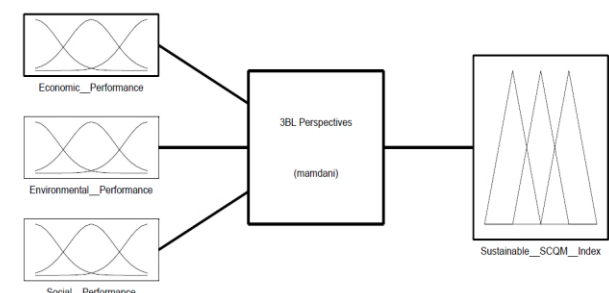 Economic__Performance
3BL Perspectives
Environmental__Performance
(mamdani)
Sustainable__SCQM__Index
Social__Performance